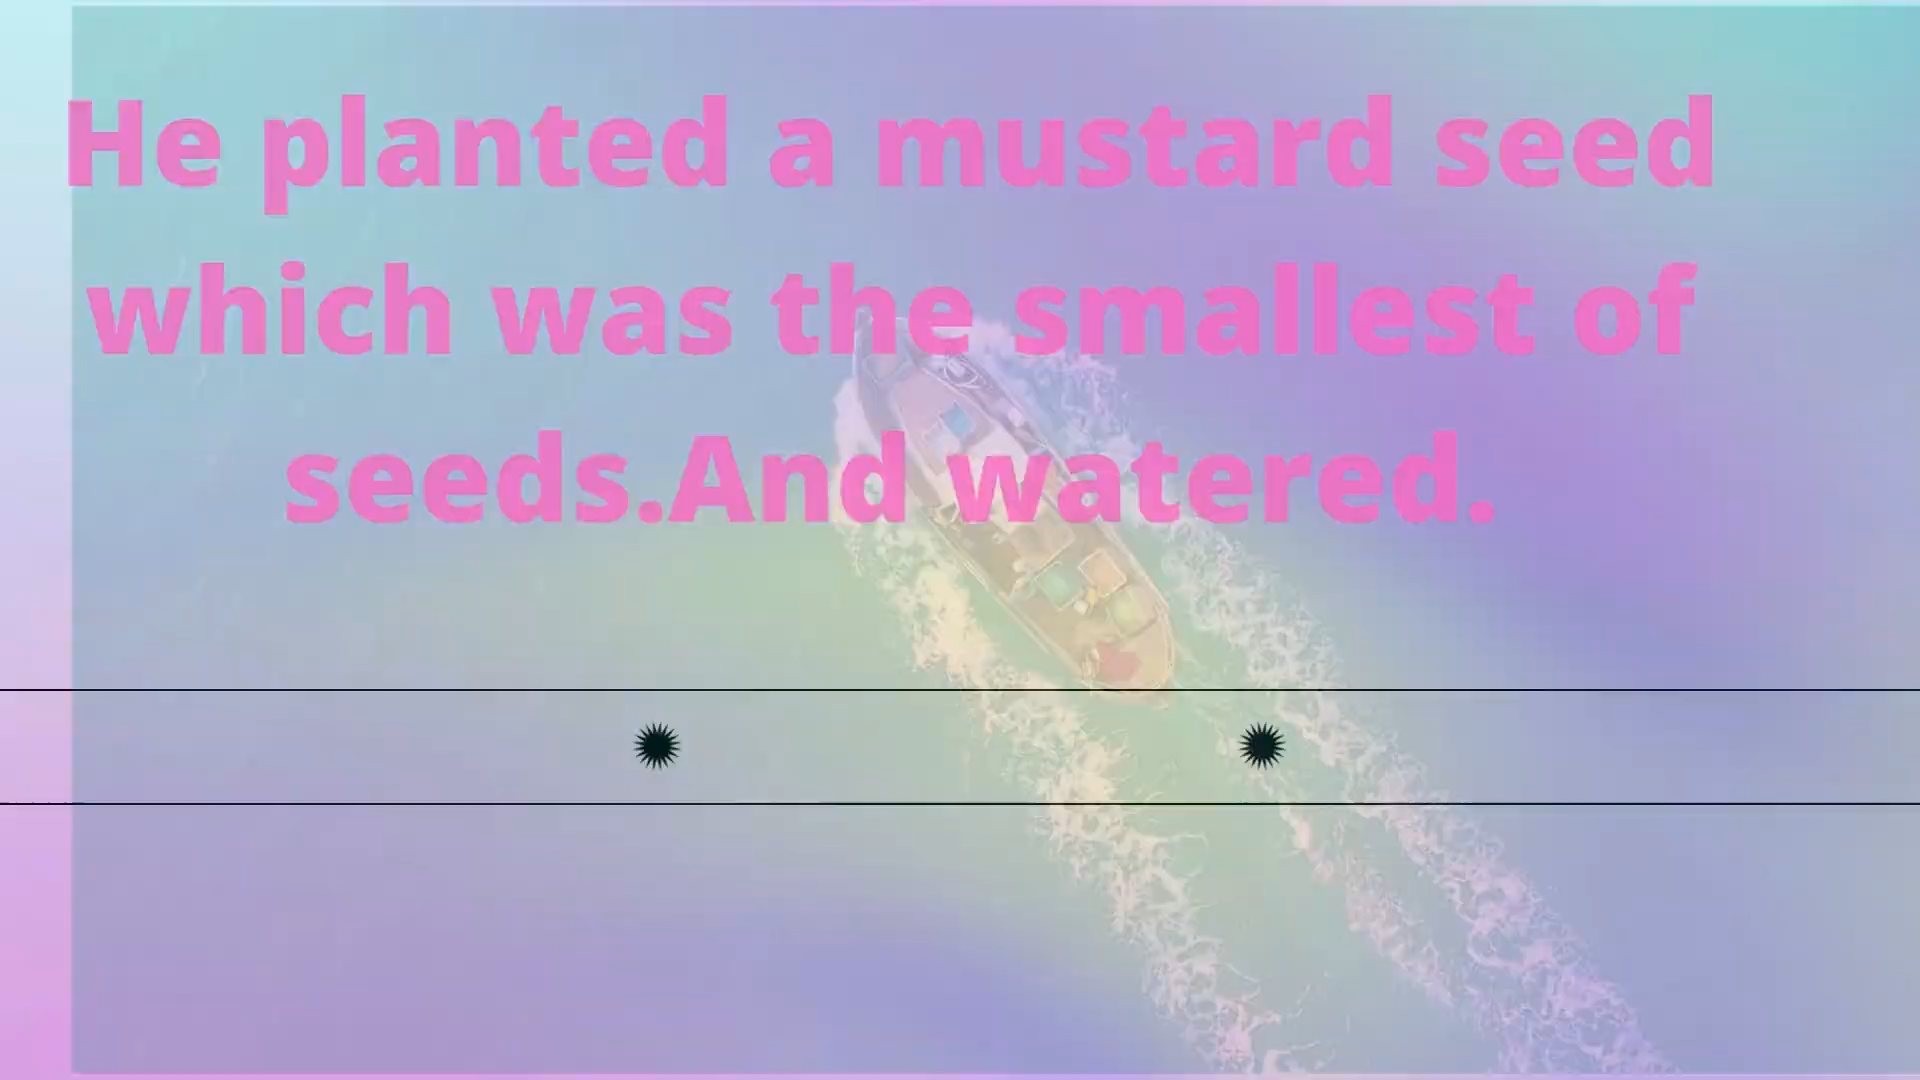 He planted a mustard seed
which was the smallest of
seeds.And watered.